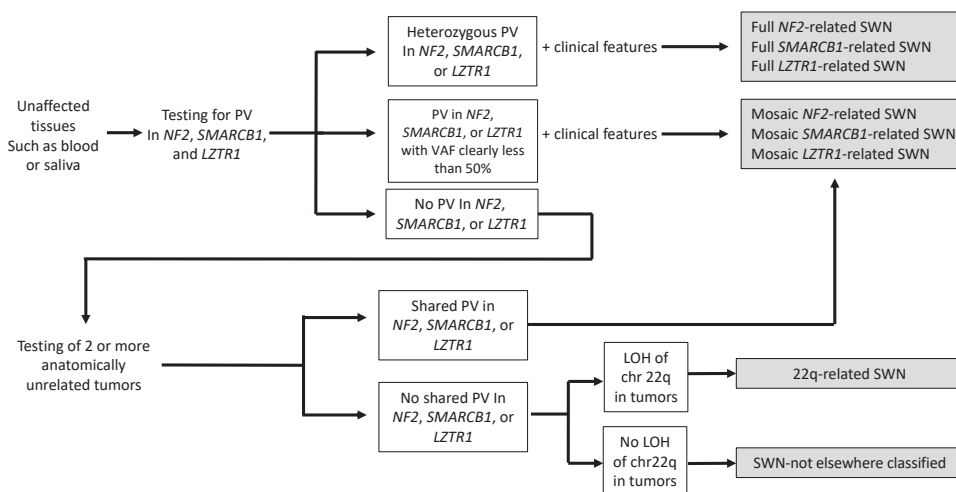 Unaffected
tissues
Such as blood
or saliva
Testing for PV
In NF2, SMARCB1,
and LZTR1
Heterozygous PV
In NF2, SMARCB1,
or LZTR1
+ clinical features
Full NF2-related SWN
Full SMARCB1-related SWN
Full LZTR1-related SWN
PV in NF2,
SMARCB1, or LZTR1
with VAF clearly less
than 50%
+ clinical features
Mosaic NF2-related SWN
Mosaic SMARCB1-related SWN
Mosaic LZTR1-related SWN
No PV In NF2,
SMARCB1, or LZTR1
Testing of 2 or more
anatomically
unrelated tumors
Shared PV in
NF2, SMARCB1, or
LZTR1
No shared PV In
NF2, SMARCB1, or
LZTR1
LOH of
chr 22q
in tumors
22q-related SWN
No LOH
of chr22q
in tumors
SWN-not elsewhere classified